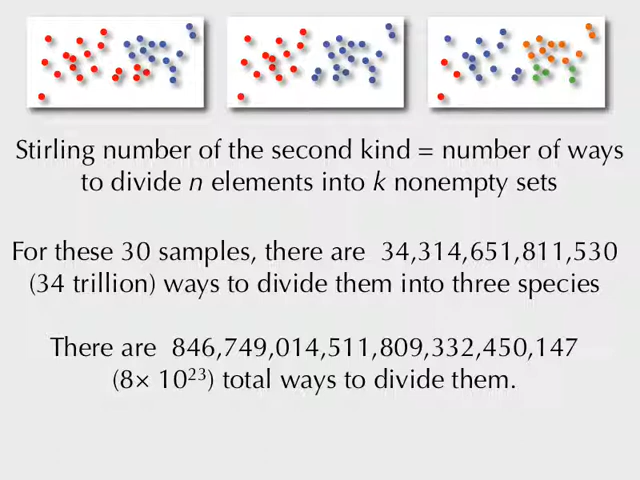 Stirling number of the second kind = number of ways
to divide n elements into k nonempty sets
For these 30 samples, there are 34,314,651,811,530
(34 trillion) ways to divide them into three species
There are 846,749,014,511,809,332,450,147
(8× 10²³) total ways to divide them.